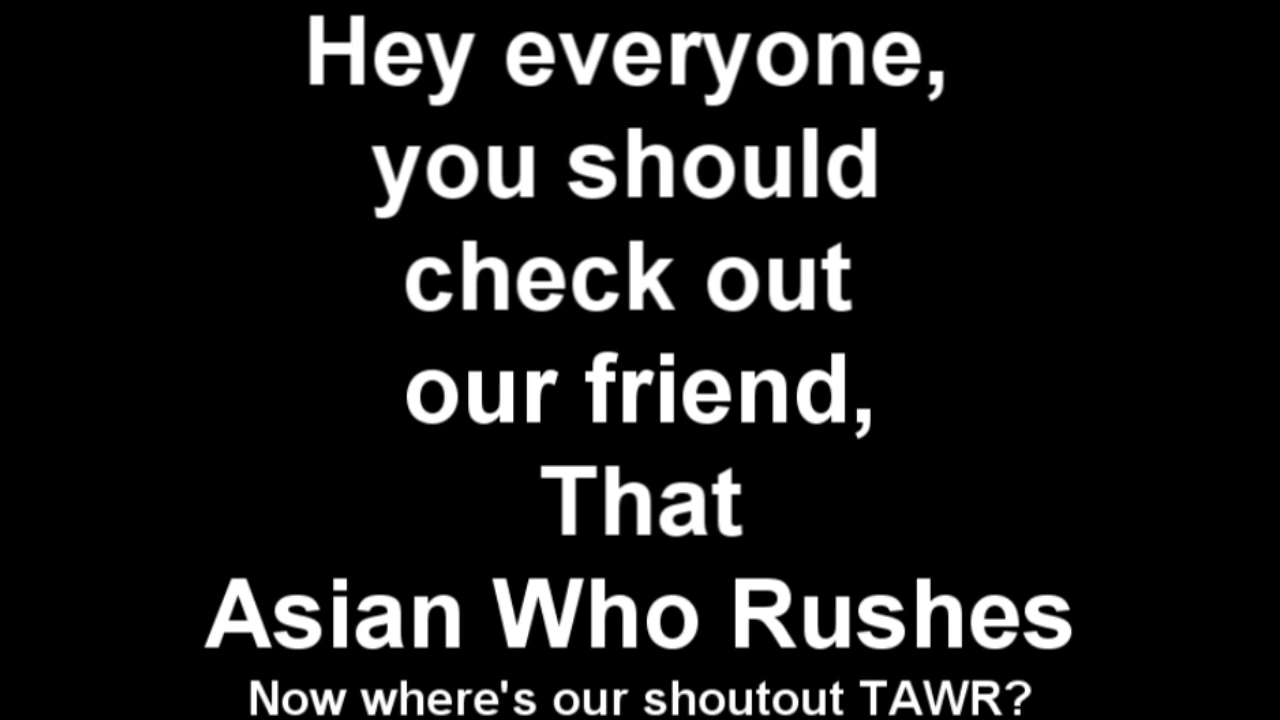 Hey everyone,
you should
check out
our friend,
That
Asian Who Rushes
Now where's our shoutout TAWR?